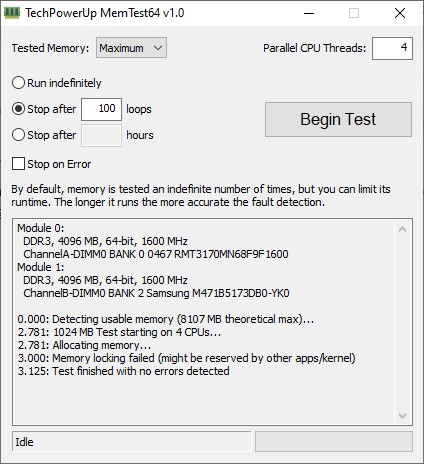 TechPowerUp MemTest64 v1.0
Tested Memory: Maximum Parallel CPU Threads: 4
Run indefinitely
Stop after 100 loops
Stop after hours
Begin Test
Stop on Error
By default, memory is tested an indefinite number of times, but you can limit its
runtime. The longer it runs the more accurate the fault detection.
Module 0:
DDR3, 4096 MB, 64-bit, 1600 MHz
ChannelA-DIMM0 BANK 0 0467 RMT3170MN68F9F1600
Module 1:
DDR3, 4096 MB, 64-bit, 1600 MHz
ChannelB-DIMM0 BANK 2 Samsung M471B5173DB0-YK0
0.000: Detecting usable memory (8107 MB theoretical max)...
2.781: 1024 MB Test starting on 4 CPUs...
2.781: Allocating memory...
3.000: Memory locking failed (might be reserved by other apps/kernel)
3.125: Test finished with no errors detected
Idle